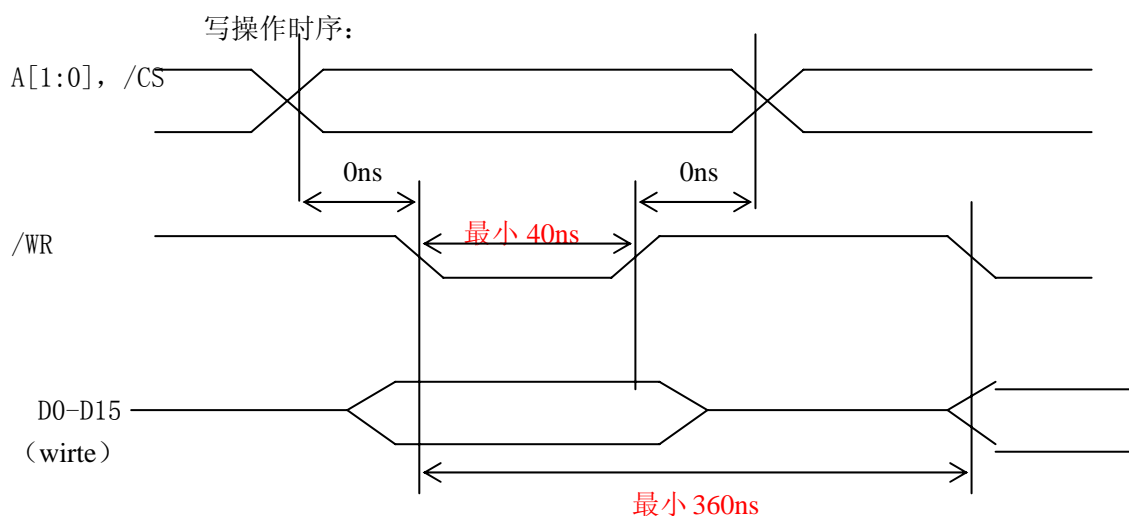 写操作时序：
A[1:0], /CS
0ns
0ns
最小 40ns
/WR
D0-D15
（wirte）
最小 360ns